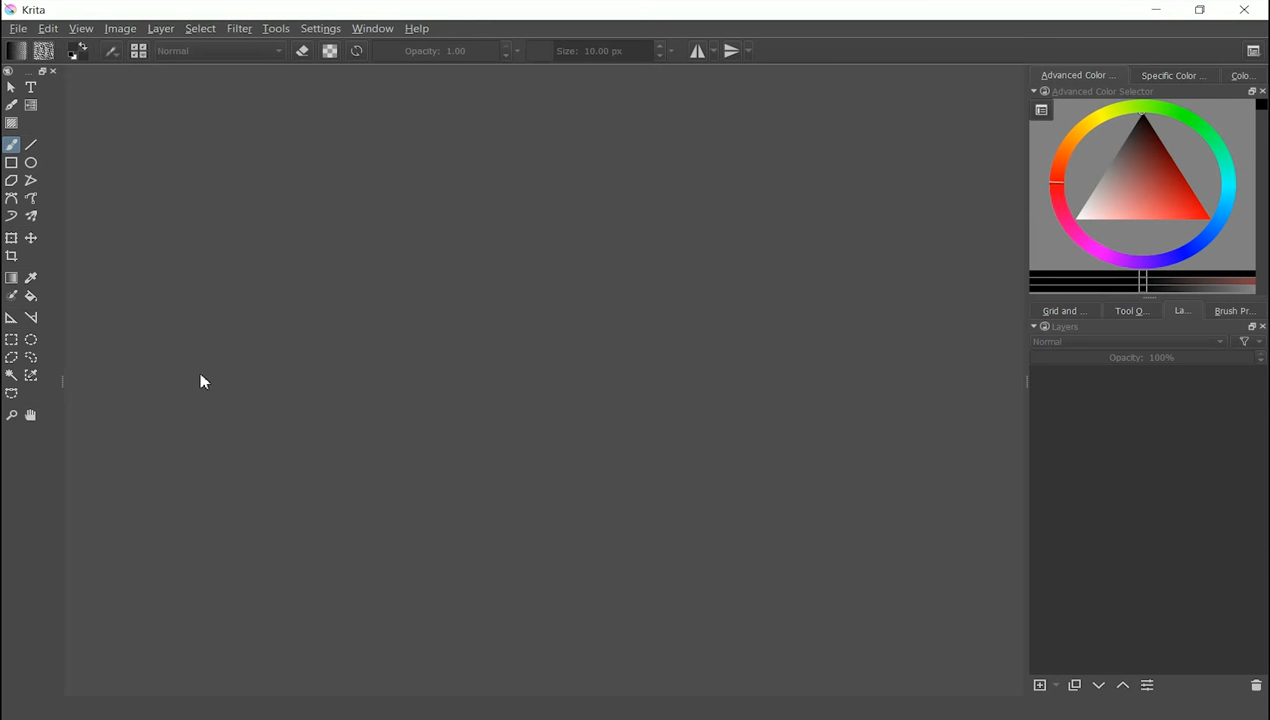 Krita
File Edit View Image Layer Select Filter Tools Settings Window Help
Normal Opacity: 1.00 Size: 10.00 px
Advanced Color ... Specific Color ... Colo...
Advanced Color Selector
Grid and ... Tool O... La... Brush Pr...
Layers
Normal
Opacity: 100%